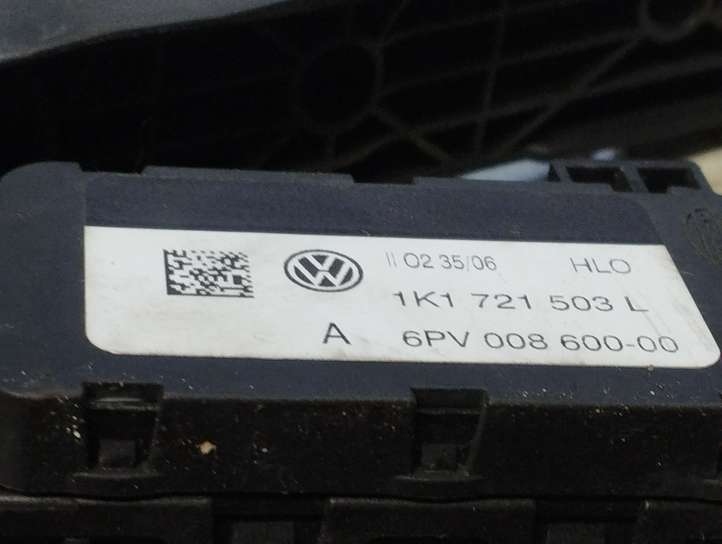 II 02 35/06 HLO
1K1 721 503 L
A 6PV 008 600-00